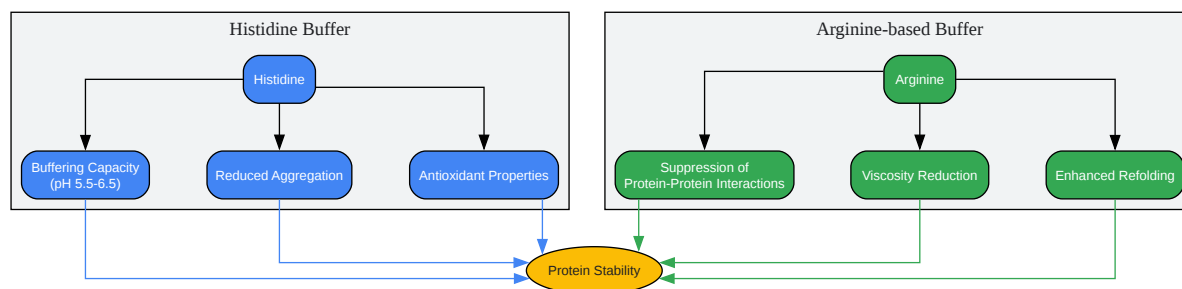 Histidine Buffer
Arginine-based Buffer
Histidine
Arginine
Buffering Capacity
(pH 5.5-6.5)
Reduced Aggregation
Antioxidant Properties
Suppression of
Protein-Protein Interactions
Viscosity Reduction
Enhanced Refolding
Protein Stability